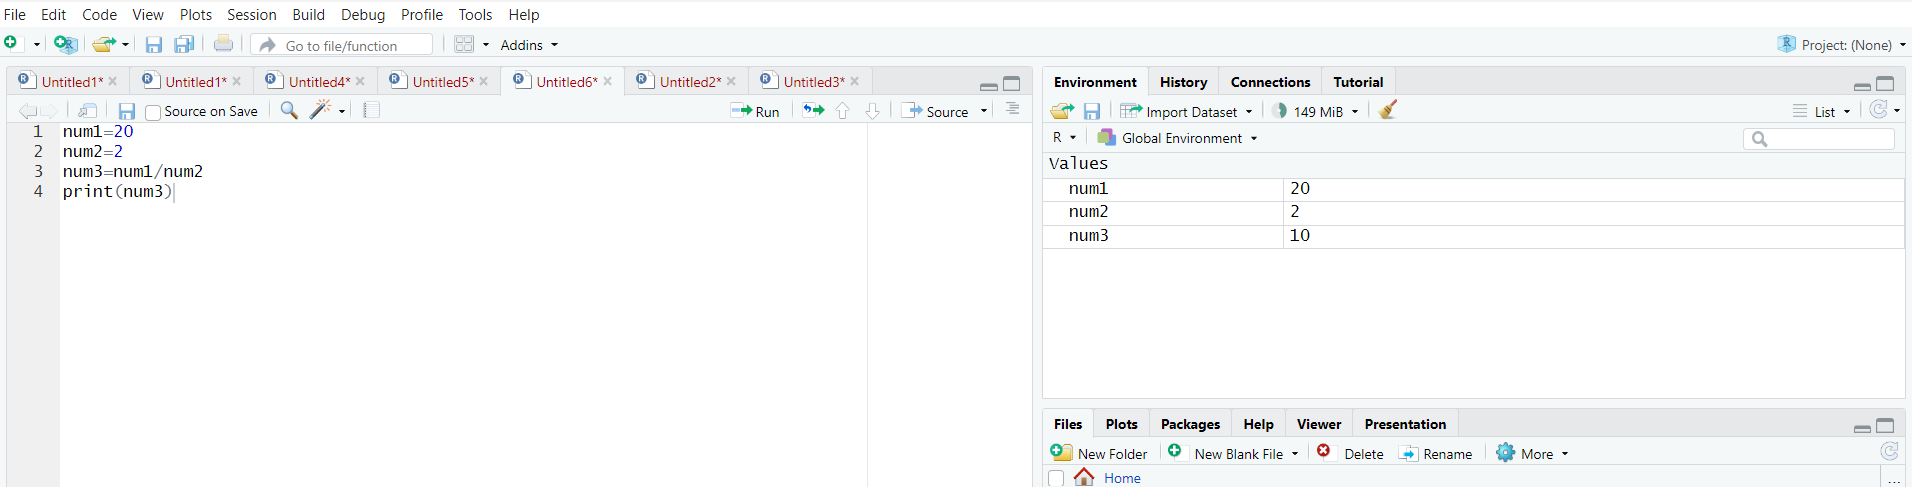 File Edit Code View Plots Session Build Debug Profile Tools Help
Go to file/function Addins Project: (None)
Untitled1* Untitled1* Untitled4* Untitled5* Untitled6* Untitled2* Untitled3*
Source on Save Run Source
1 num1=20
2 num2=2
3 num3=num1/num2
4 print(num3)
Environment History Connections Tutorial
Import Dataset 149 MiB List
R Global Environment
Values
num1 20
num2 2
num3 10
Files Plots Packages Help Viewer Presentation
New Folder New Blank File Delete Rename More
Home ...